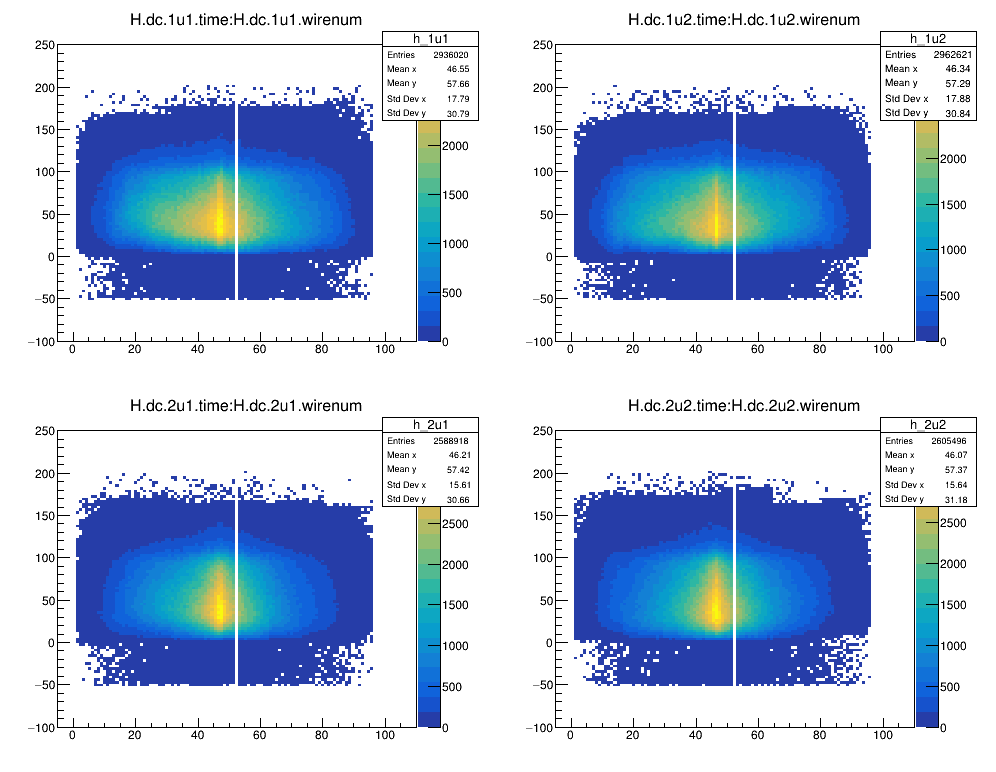 H.dc.1u1.time:H.dc.1u1.wirenum
h_1u1
Entries 2936020
Mean x 46.55
Mean y 57.66
Std Dev x 17.79
Std Dev y 30.79
250
200
150
100
50
0
−50
−100
0 20 40 60 80 100
2000
1500
1000
500
0
H.dc.1u2.time:H.dc.1u2.wirenum
h_1u2
Entries 2962621
Mean x 46.34
Mean y 57.29
Std Dev x 17.88
Std Dev y 30.84
250
200
150
100
50
0
−50
−100
0 20 40 60 80 100
2000
1500
1000
500
0
H.dc.2u1.time:H.dc.2u1.wirenum
h_2u1
Entries 2588918
Mean x 46.21
Mean y 57.42
Std Dev x 15.61
Std Dev y 30.66
250
200
150
100
50
0
−50
−100
0 20 40 60 80 100
2500
2000
1500
1000
500
0
H.dc.2u2.time:H.dc.2u2.wirenum
h_2u2
Entries 2605496
Mean x 46.07
Mean y 57.37
Std Dev x 15.64
Std Dev y 31.18
250
200
150
100
50
0
−50
−100
0 20 40 60 80 100
2500
2000
1500
1000
500
0